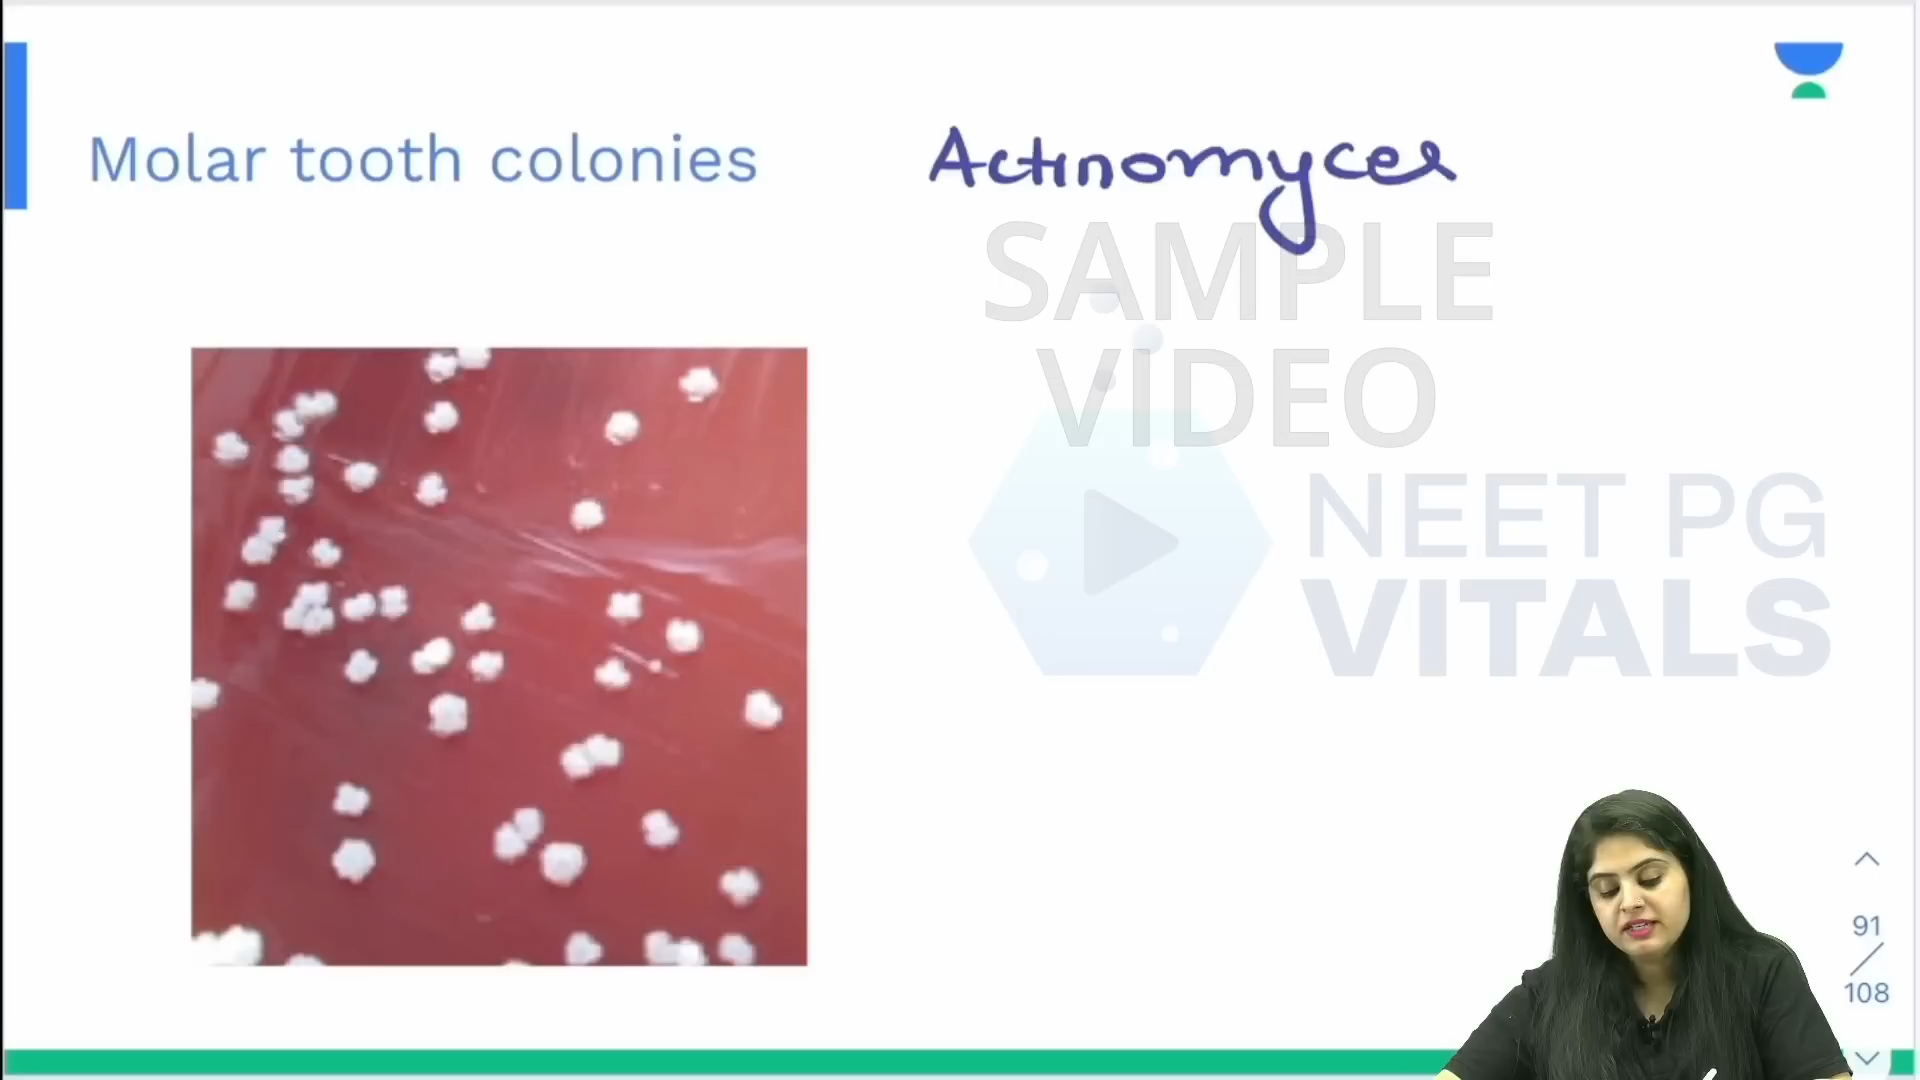 Molar tooth colonies
Actinomyces
SAMPLE
VIDEO
NEET PG
VITALS
91
108